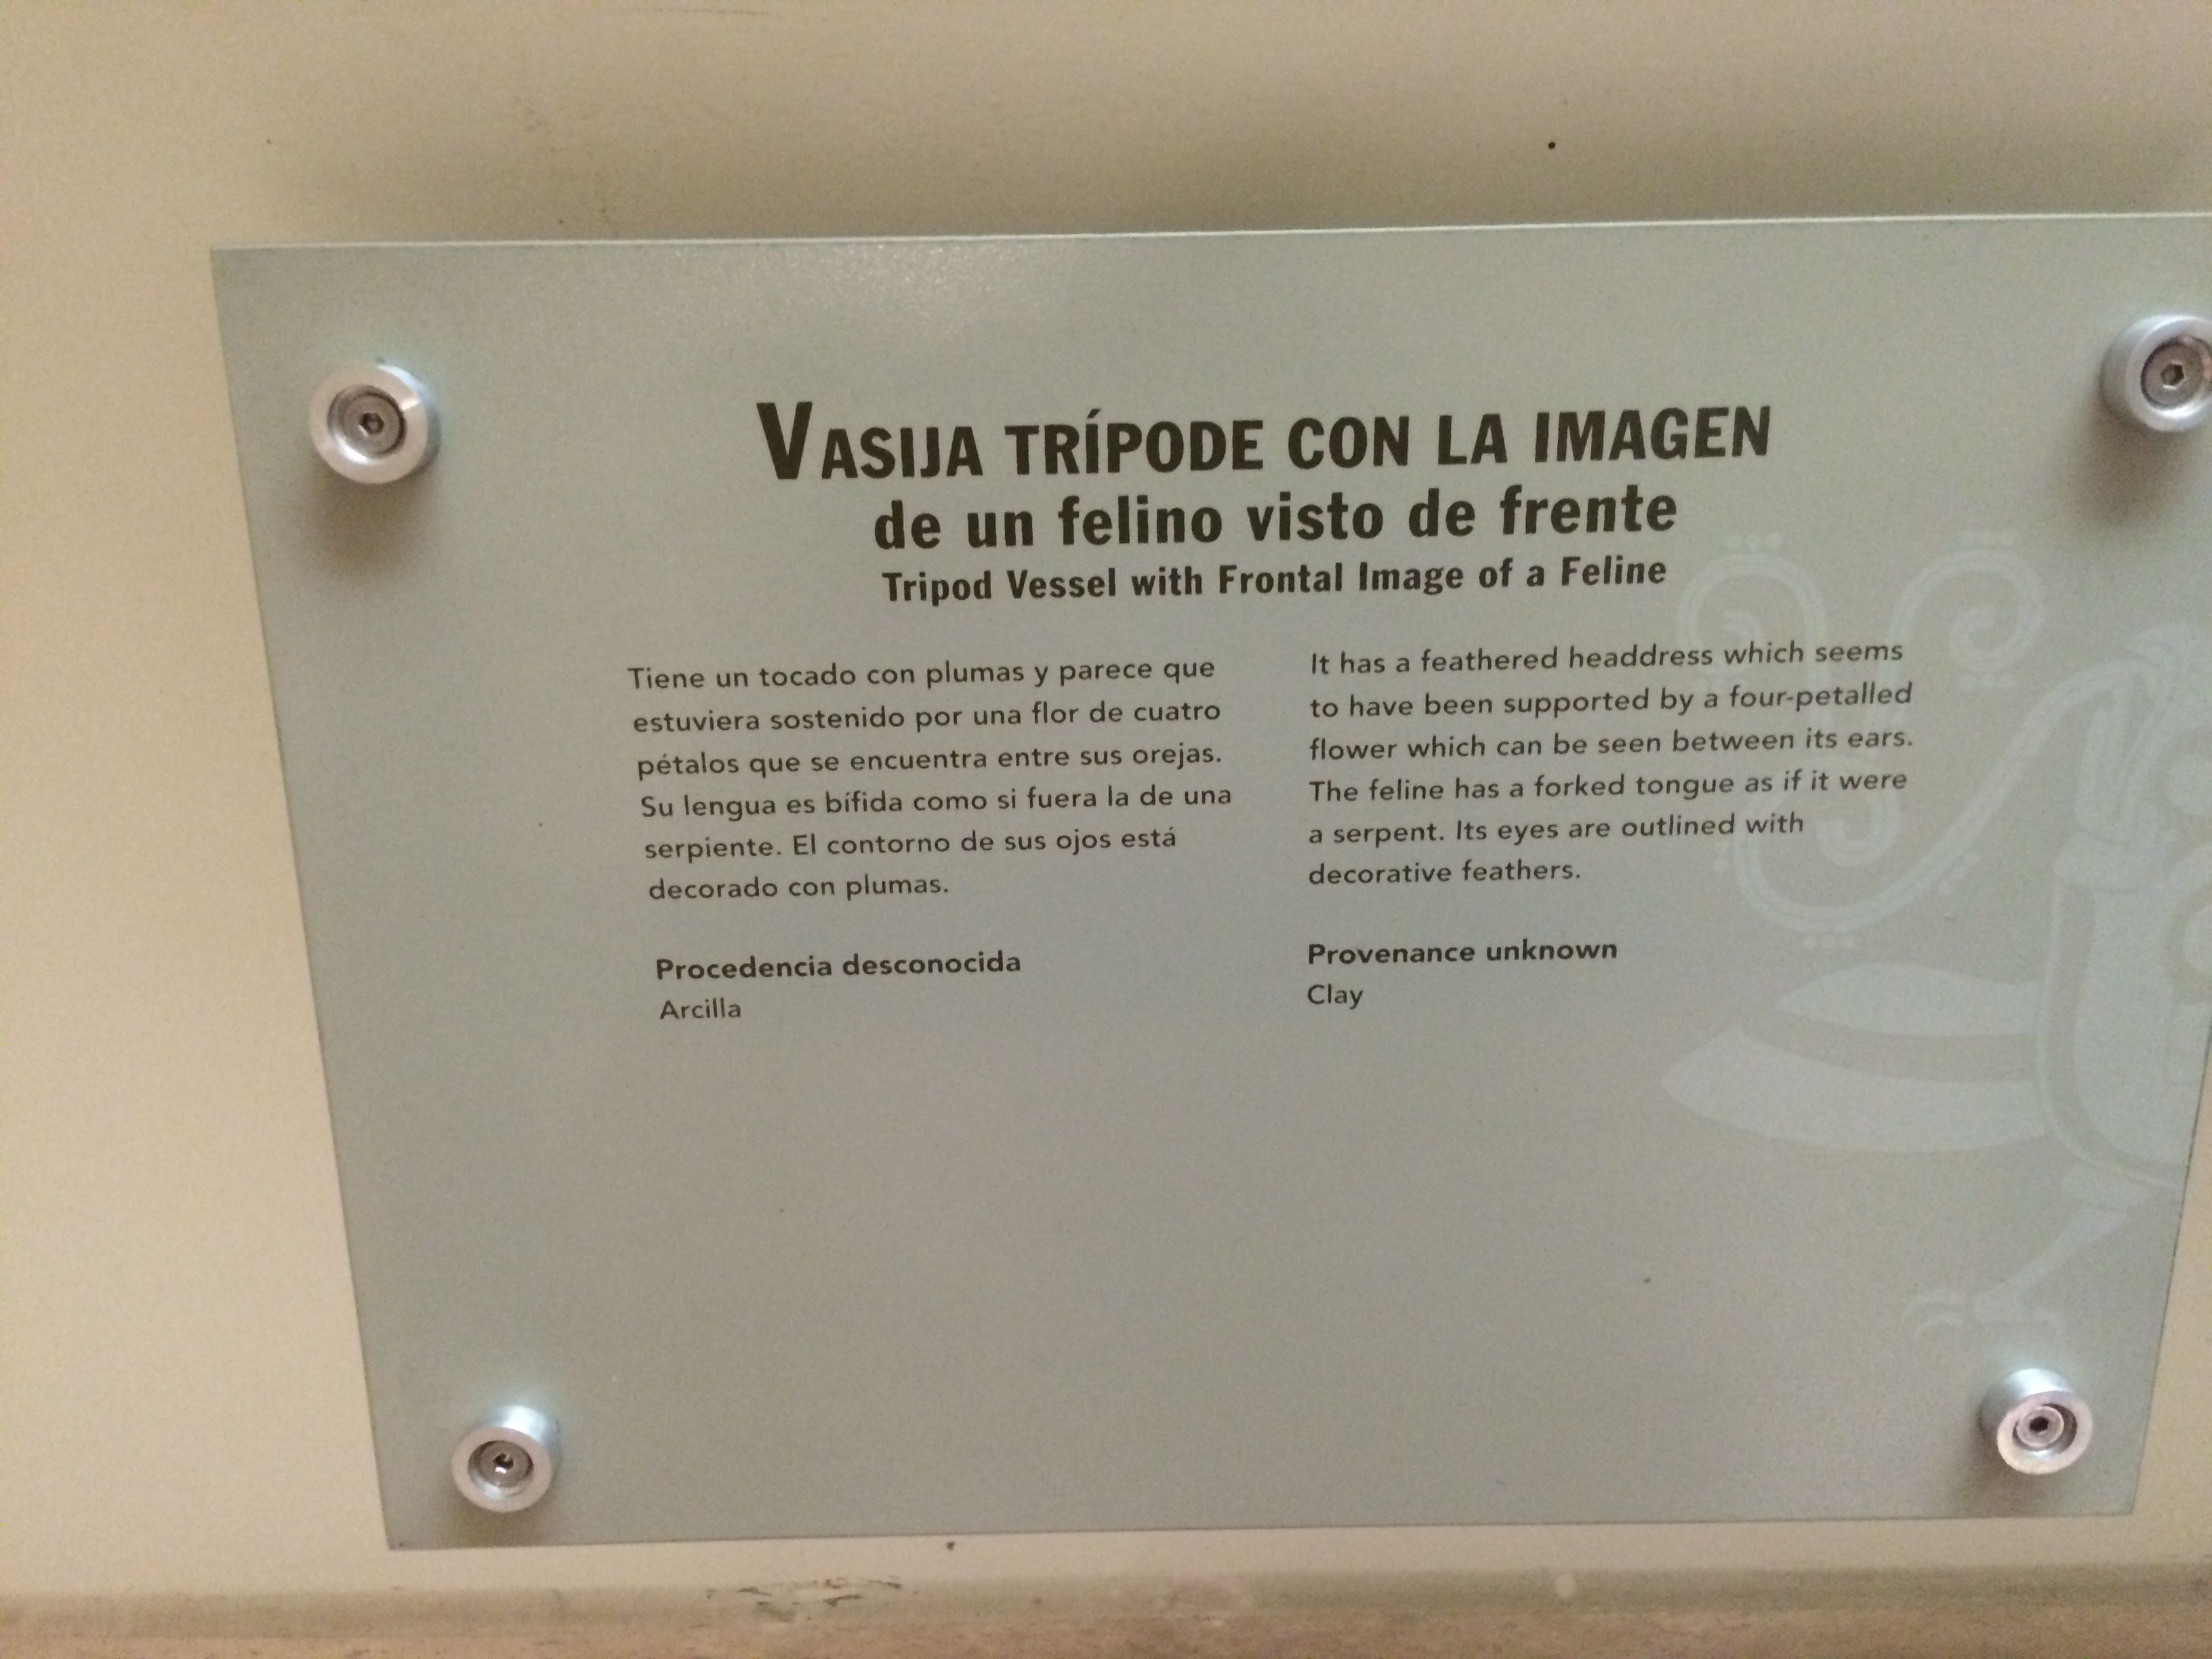 VASIJA TRÍPODE CON LA IMAGEN
de un felino visto de frente
Tripod Vessel with Frontal Image of a Feline
Tiene un tocado con plumas y parece que
estuviera sostenido por una flor de cuatro
pétalos que se encuentra entre sus orejas.
Su lengua es bífida como si fuera la de una
serpiente. El contorno de sus ojos está
decorado con plumas.
Procedencia desconocida
Arcilla
It has a feathered headdress which seems
to have been supported by a four-petalled
flower which can be seen between its ears.
The feline has a forked tongue as if it were
a serpent. Its eyes are outlined with
decorative feathers.
Provenance unknown
Clay